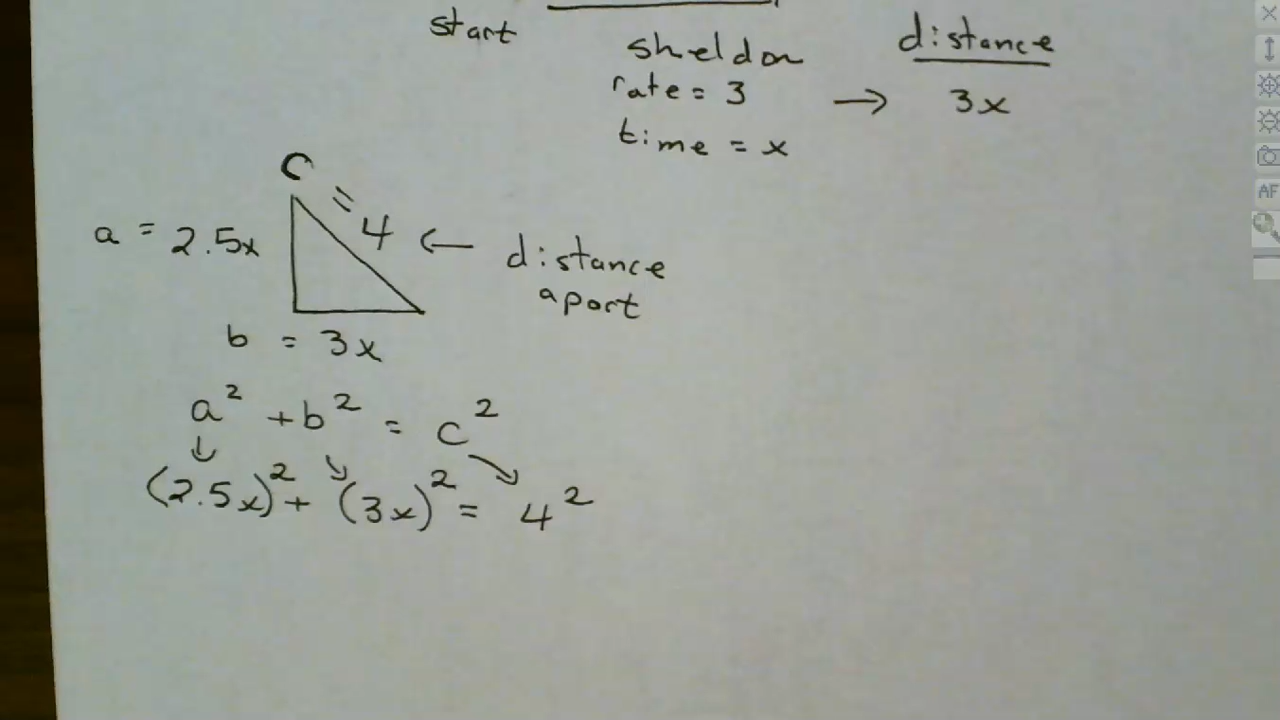 start
sheldon
distance
rate = 3 → 3x
time = x
C
= 4 ← distance
apart
a = 2.5x
b = 3x
a² + b² = c²
(2.5x)² + (3x)² = 4²
AF